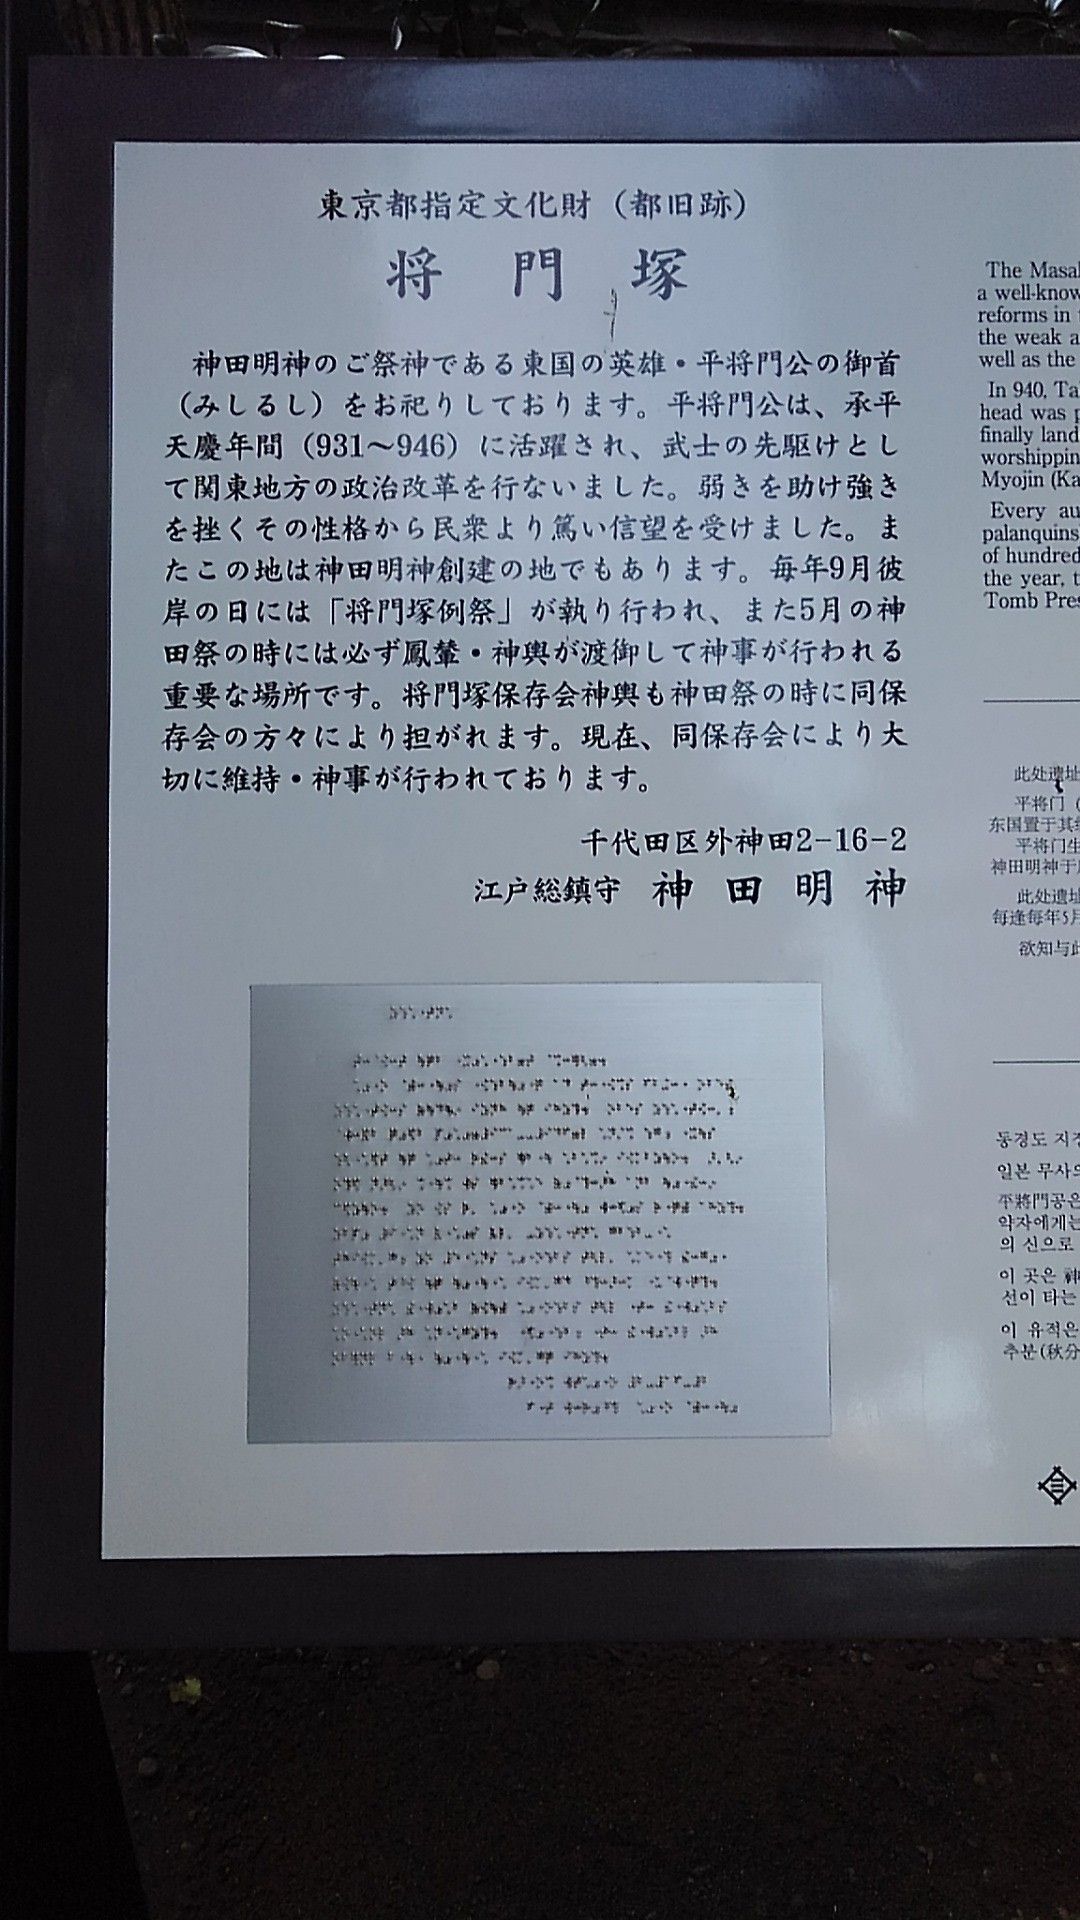 東京都指定文化財（都旧跡）
将門塚
神田明神のご祭神である東国の英雄・平将門公の御首
（みしるし）をお祀りしております。平将門公は、承平
天慶年間（931～946）に活躍され、武士の先駆けとし
て関東地方の政治改革を行ないました。弱きを助け強き
を挫くその性格から民衆より篤い信望を受けました。ま
たこの地は神田明神創建の地でもあります。毎年9月彼
岸の日には「将門塚例祭」が執り行われ、また5月の神
田祭の時には必ず鳳輦・神輿が渡御して神事が行われる
重要な場所です。将門塚保存会神輿も神田祭の時に同保
存会の方々により担がれます。現在、同保存会により大
切に維持・神事が行われております。
千代田区外神田2-16-2
江戸総鎮守 神田明神
The Masa
a well-know
reforms in
the weak a
well as the
In 940, Ta
head was
finally land
worshippin
Myojin (Ka
Every au
palanquins
of hundred
the year, t
Tomb Pres
此处遗址
平将门（
东国置于其
平将门生
神田明神于
此处遗址
每逢每年5月
欲知与此
동경도 지
일본 무사의
平將門공은
약자에게는
의 신으로
이 곳은 神
선이 타는
이 유적은
추분(秋分